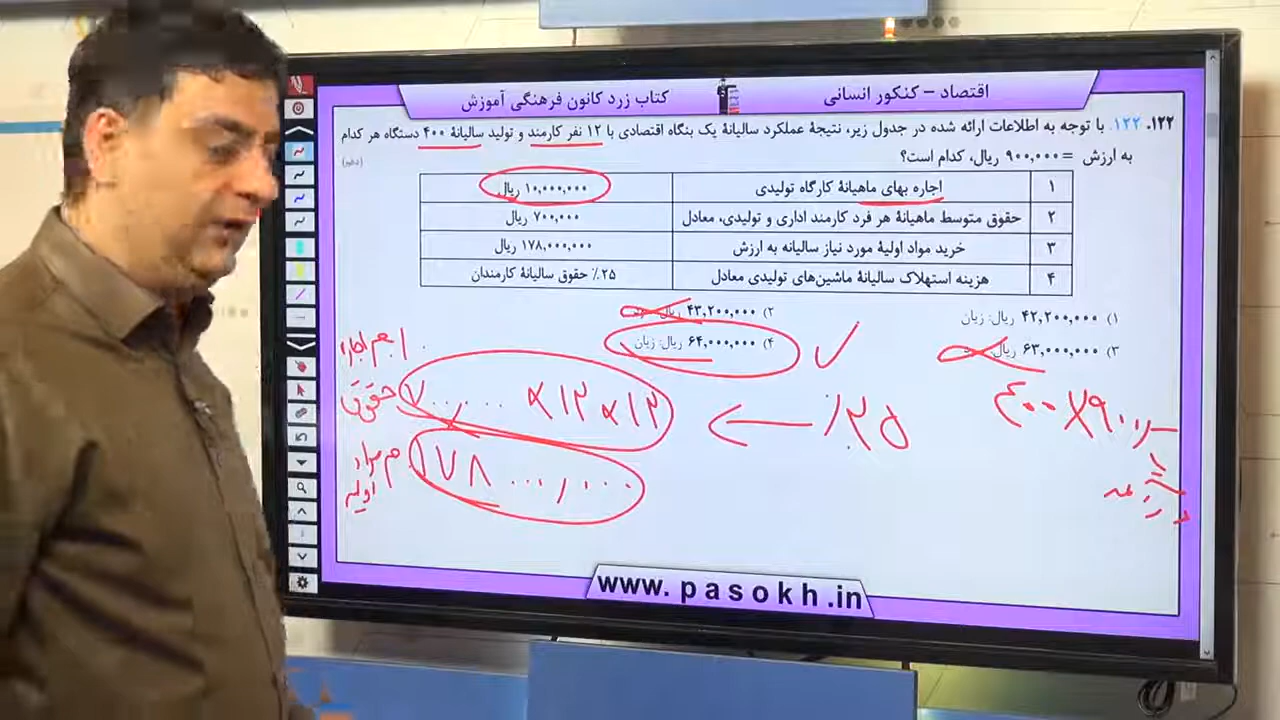 اقتصاد – کنکور انسانی
کتاب زرد کانون فرهنگی آموزش
۱۲۲. ۱۲۲. با توجه به اطلاعات ارائه شده در جدول زیر، نتیجهٔ عملکرد سالیانهٔ یک بنگاه اقتصادی با ۱۲ نفر کارمند و تولید سالیانهٔ ۴۰۰ دستگاه هر کدام
به ارزش = ۹۰۰,۰۰۰ ریال، کدام است؟
۱ اجاره بهای ماهیانهٔ کارگاه تولیدی ۱۰,۰۰۰,۰۰۰ ریال
۲ حقوق متوسط ماهیانهٔ هر فرد کارمند اداری و تولیدی، معادل ۷۰۰,۰۰۰ ریال
۳ خرید مواد اولیهٔ مورد نیاز سالیانه به ارزش ۱۷۸,۰۰۰,۰۰۰ ریال
۴ هزینه استهلاک سالیانهٔ ماشین‌های تولیدی معادل ۲۵٪ حقوق سالیانهٔ کارمندان
۱) ۴۲,۲۰۰,۰۰۰ ریال: زیان
۲) ۴۳,۲۰۰,۰۰۰ ریال:
۳) ۶۳,۰۰۰,۰۰۰ ریال:
۴) ۶۴,۰۰۰,۰۰۰ ریال: زیان
اجاره
حقوق ۷..... × ۱۲ × ۱۲
٪۲۵
۴۰۰ × ۹۰۰,۰۰۰
مواد اولیه ۱۷۸...,...
www.pasokh.in